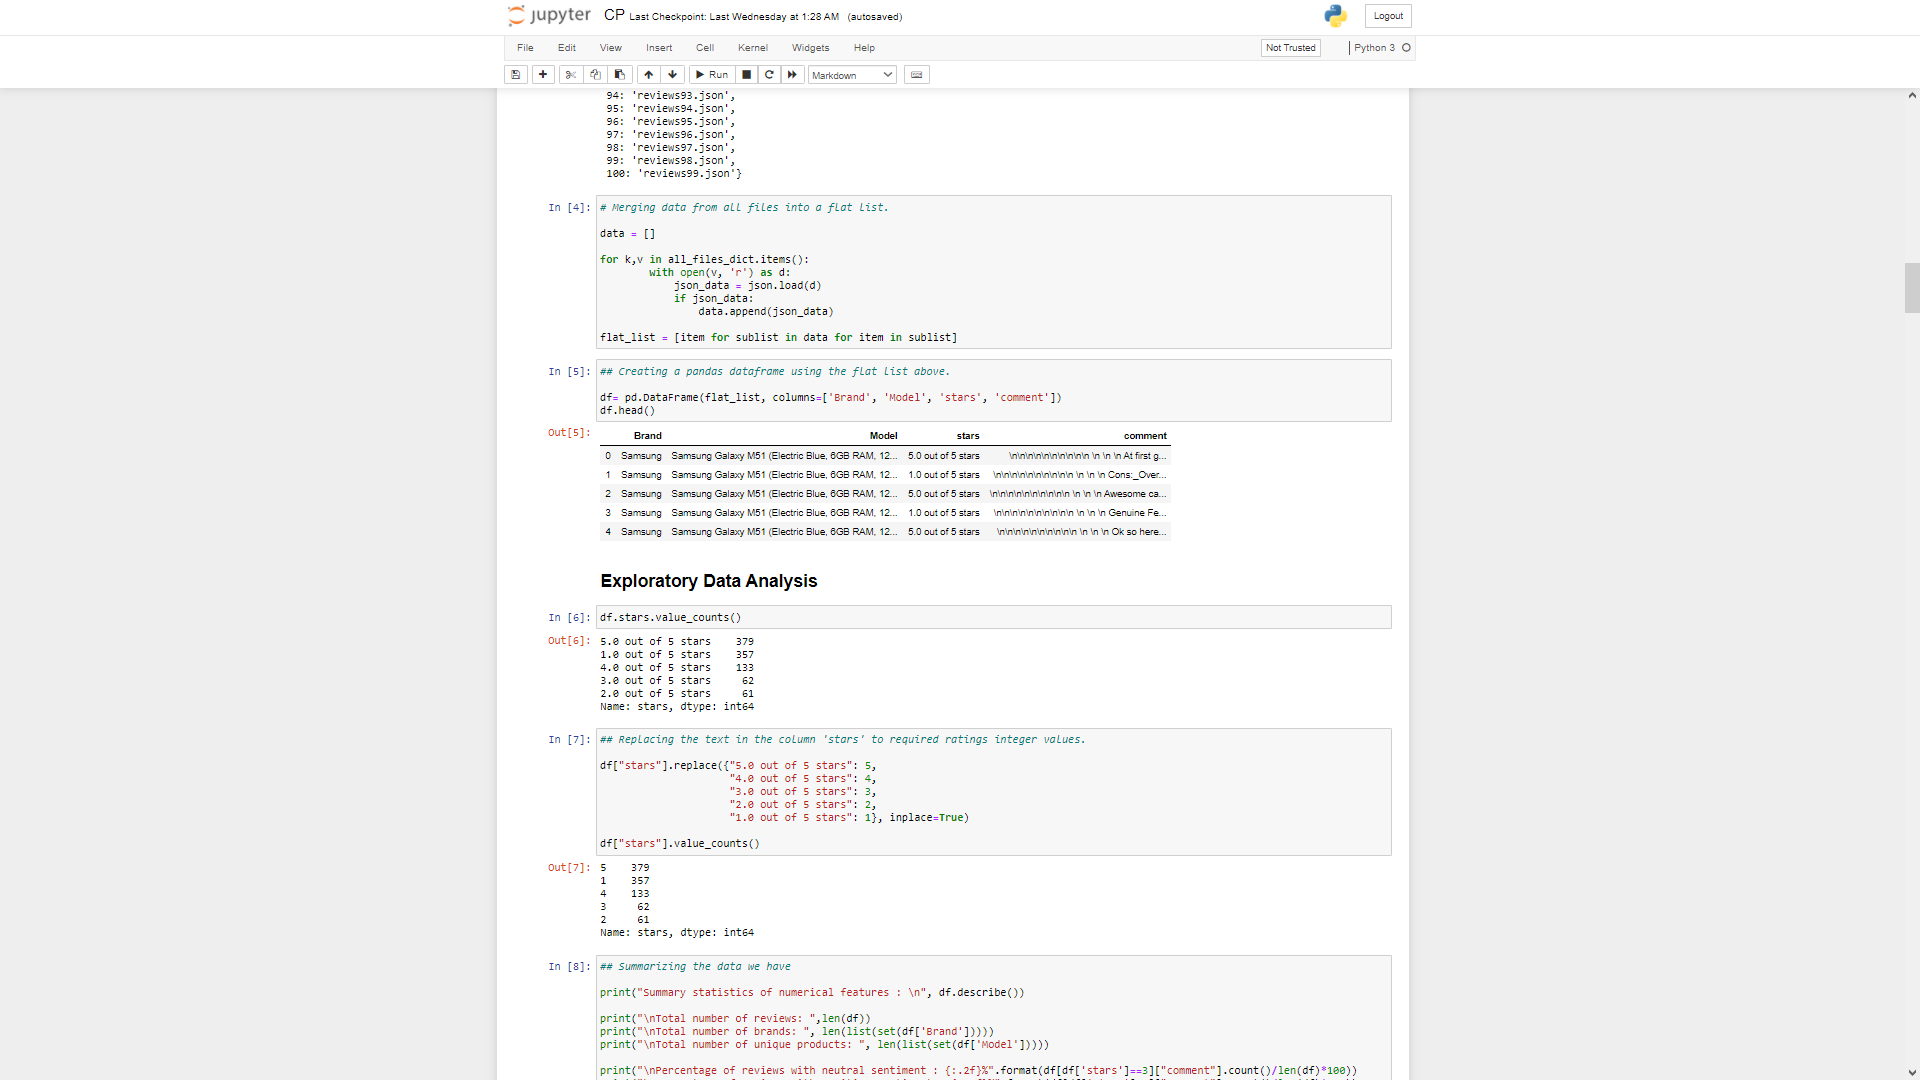 jupyter CP Last Checkpoint: Last Wednesday at 1:28 AM (autosaved)
Logout
File Edit View Insert Cell Kernel Widgets Help
Not Trusted
Python 3
Run
Markdown
94: 'reviews93.json',
95: 'reviews94.json',
96: 'reviews95.json',
97: 'reviews96.json',
98: 'reviews97.json',
99: 'reviews98.json',
100: 'reviews99.json'}
In [4]: # Merging data from all files into a flat list.
data = []
for k,v in all_files_dict.items():
with open(v, 'r') as d:
json_data = json.load(d)
if json_data:
data.append(json_data)
flat_list = [item for sublist in data for item in sublist]
In [5]: ## Creating a pandas dataframe using the flat list above.
df= pd.DataFrame(flat_list, columns=['Brand', 'Model', 'stars', 'comment'])
df.head()
Out[5]:
Brand Model stars comment
0 Samsung Samsung Galaxy M51 (Electric Blue, 6GB RAM, 12... 5.0 out of 5 stars \n\n\n\n\n\n\n\n\n\n \n \n \n At first g...
1 Samsung Samsung Galaxy M51 (Electric Blue, 6GB RAM, 12... 1.0 out of 5 stars \n\n\n\n\n\n\n\n\n\n \n \n \n Cons:_Over...
2 Samsung Samsung Galaxy M51 (Electric Blue, 6GB RAM, 12... 5.0 out of 5 stars \n\n\n\n\n\n\n\n\n\n \n \n \n Awesome ca...
3 Samsung Samsung Galaxy M51 (Electric Blue, 6GB RAM, 12... 1.0 out of 5 stars \n\n\n\n\n\n\n\n\n\n \n \n \n Genuine Fe...
4 Samsung Samsung Galaxy M51 (Electric Blue, 6GB RAM, 12... 5.0 out of 5 stars \n\n\n\n\n\n\n\n\n\n \n \n \n Ok so here...
Exploratory Data Analysis
In [6]: df.stars.value_counts()
Out[6]: 5.0 out of 5 stars 379
1.0 out of 5 stars 357
4.0 out of 5 stars 133
3.0 out of 5 stars 62
2.0 out of 5 stars 61
Name: stars, dtype: int64
In [7]: ## Replacing the text in the column 'stars' to required ratings integer values.
df["stars"].replace({"5.0 out of 5 stars": 5,
"4.0 out of 5 stars": 4,
"3.0 out of 5 stars": 3,
"2.0 out of 5 stars": 2,
"1.0 out of 5 stars": 1}, inplace=True)
df["stars"].value_counts()
Out[7]: 5 379
1 357
4 133
3 62
2 61
Name: stars, dtype: int64
In [8]: ## Summarizing the data we have
print("Summary statistics of numerical features : \n", df.describe())
print("\nTotal number of reviews: ",len(df))
print("\nTotal number of brands: ", len(list(set(df['Brand']))))
print("\nTotal number of unique products: ", len(list(set(df['Model']))))
print("\nPercentage of reviews with neutral sentiment : {:.2f}%".format(df[df['stars']==3]["comment"].count()/len(df)*100))